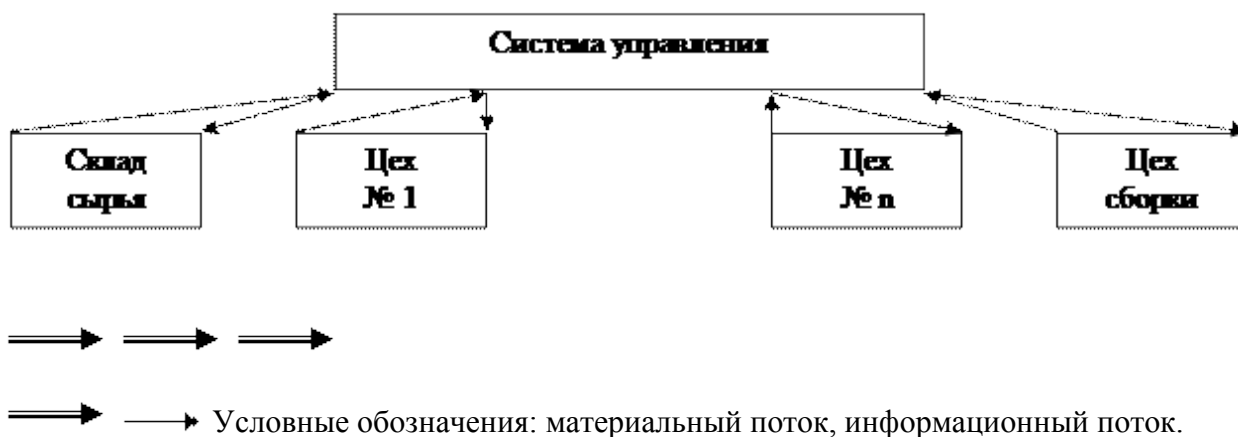 Система управления
Склад
сырья
Цех
№ 1
Цех
№ n
Цех
сборки
Условные обозначения: материальный поток, информационный поток.